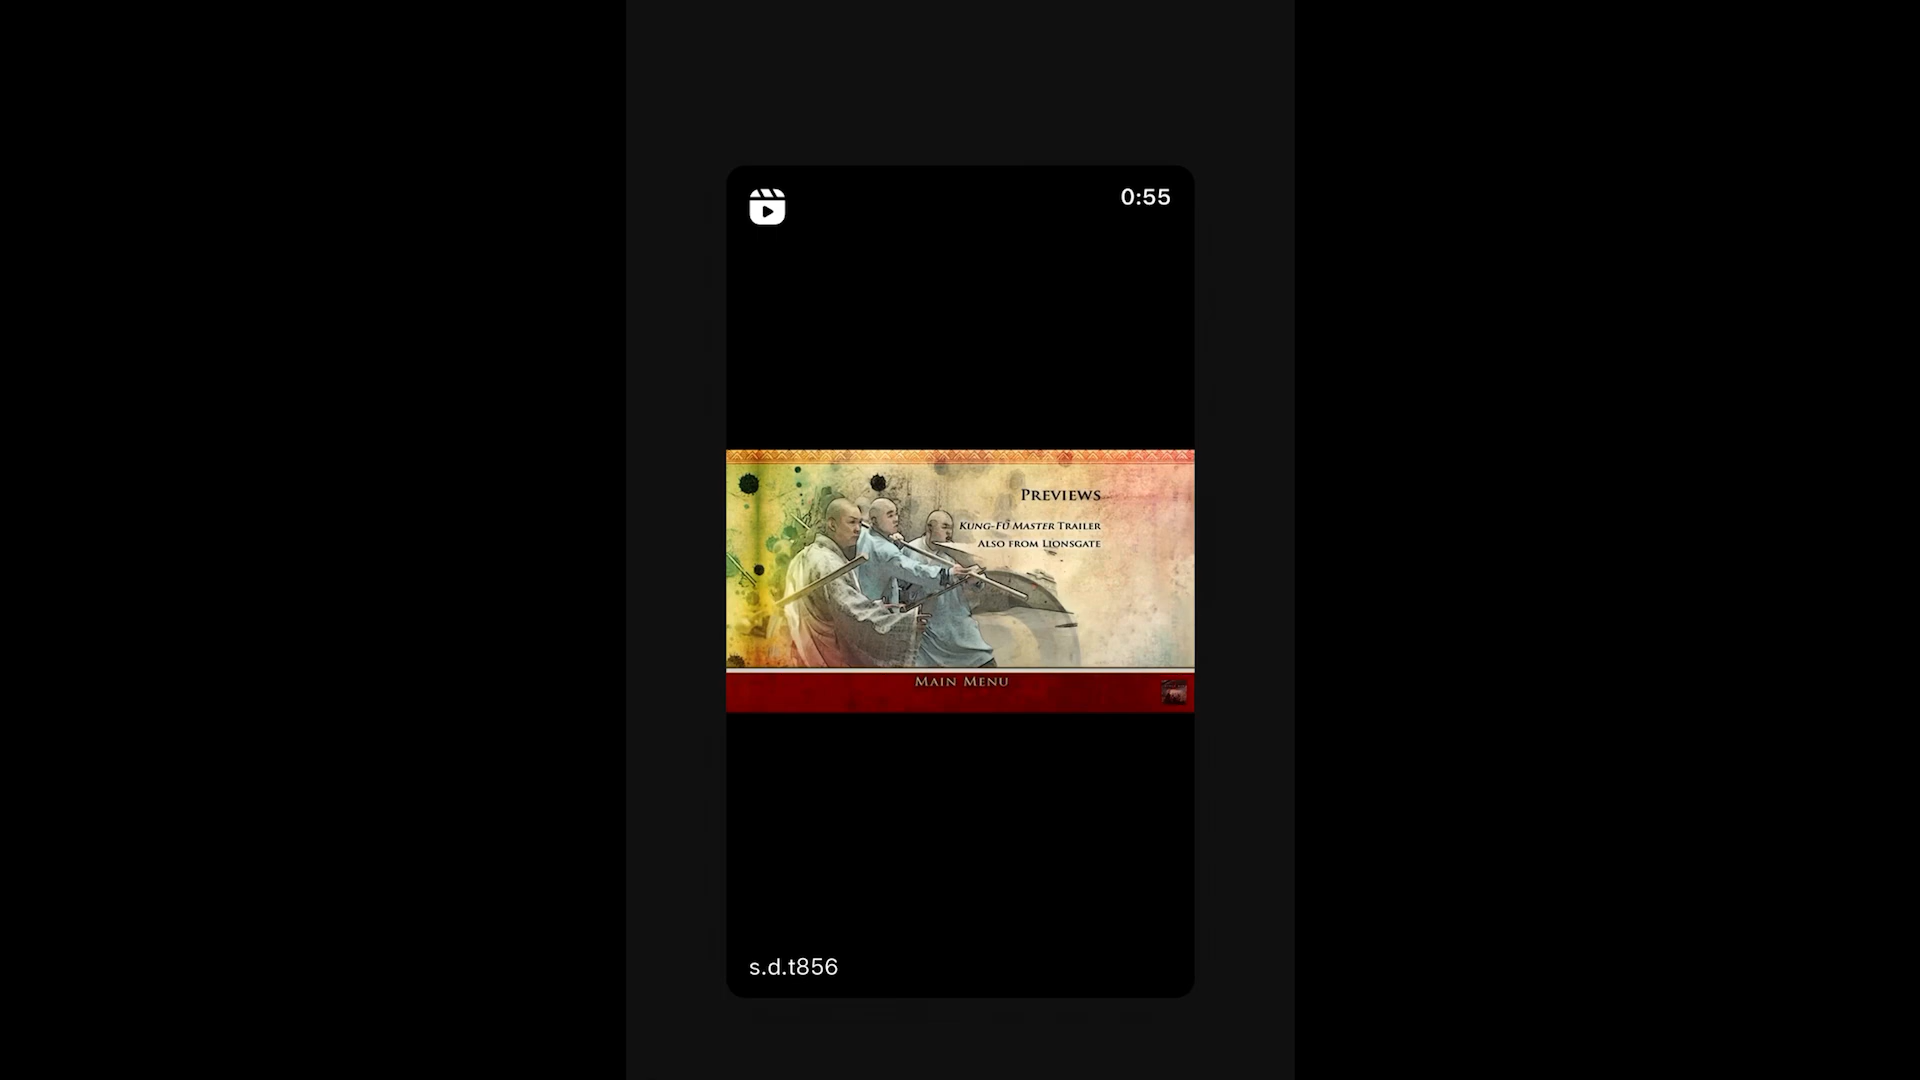 0:55
Previews
Kung-Fu Master Trailer
Also from Lionsgate
Main Menu
s.d.t856